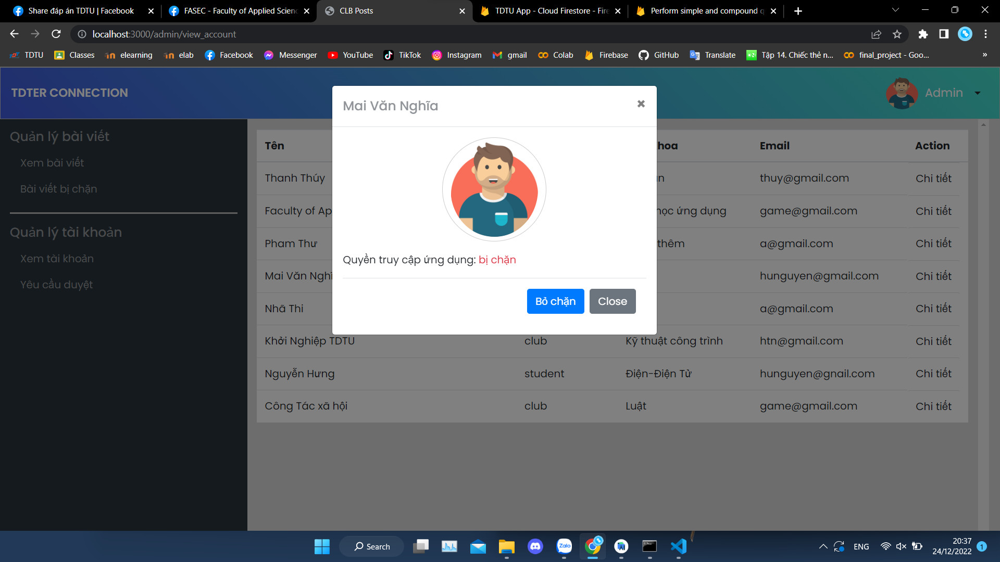 Share đáp án TDTU | Facebook
FASEC - Faculty of Applied Scienc
CLB Posts
TDTU App - Cloud Firestore - Fire
Perform simple and compound q
localhost:3000/admin/view_account
TDTU
Classes
elearning
elab
Facebook
Messenger
YouTube
TikTok
Instagram
gmail
Colab
Firebase
GitHub
Translate
Tập 14. Chiếc thẻ n...
final_project - Goo...
TDTER CONNECTION
Admin
Quản lý bài viết
Xem bài viết
Bài viết bị chặn
Quản lý tài khoản
Xem tài khoản
Yêu cầu duyệt
Mai Văn Nghĩa
Quyền truy cập ứng dụng: bị chặn
Bỏ chặn
Close
Tên hoa Email Action
Thanh Thúy thuy@gmail.com Chi tiết
Faculty of Ap học ứng dụng game@gmail.com Chi tiết
Pham Thư thêm a@gmail.com Chi tiết
Mai Văn Nghĩ hunguyen@gmail.com Chi tiết
Nhã Thi a@gmail.com Chi tiết
Khởi Nghiệp TDTU club Kỹ thuật công trình htn@gmail.com Chi tiết
Nguyễn Hưng student Điện-Điện Tử hunguyen@gnail.com Chi tiết
Công Tác xã hội club Luật game@gmail.com Chi tiết
Search
Zalo
ENG
20:37
24/12/2022
1